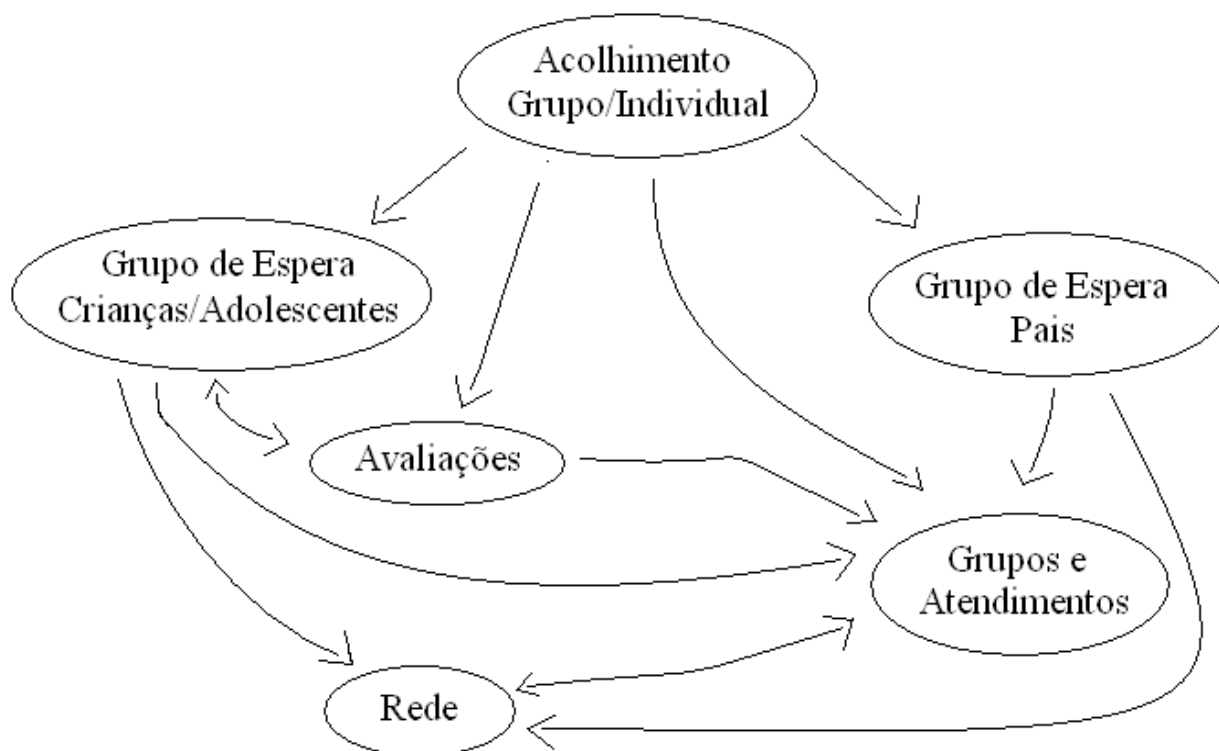 Acolhimento
Grupo/Individual
Grupo de Espera
Crianças/Adolescentes
Grupo de Espera
Pais
Avaliações
Grupos e
Atendimentos
Rede